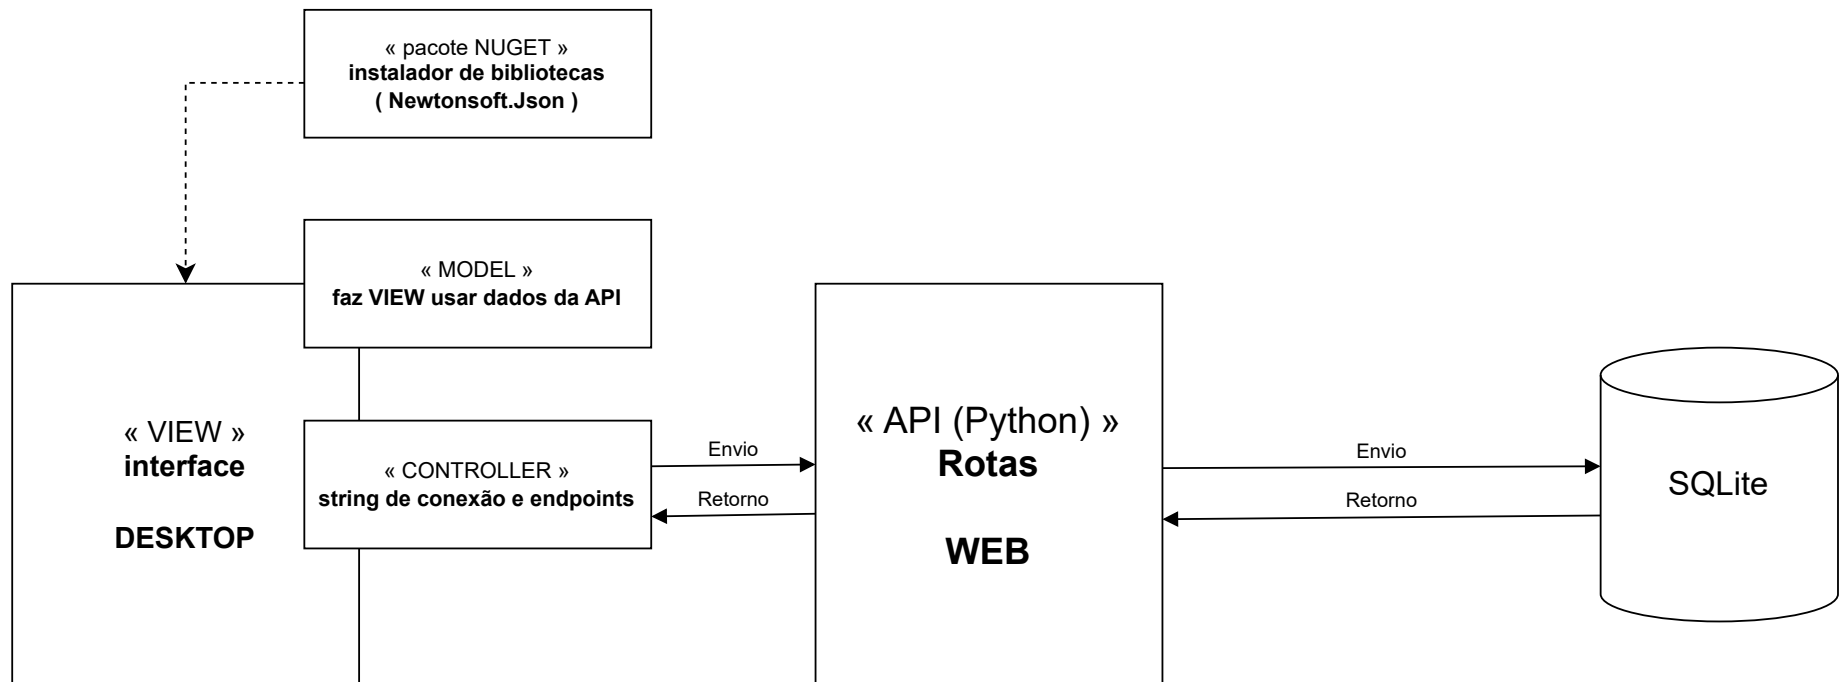 « pacote NUGET »
instalador de bibliotecas
( Newtonsoft.Json )
« MODEL »
faz VIEW usar dados da API
« VIEW »
interface
DESKTOP
« CONTROLLER »
string de conexão e endpoints
Envio
Retorno
« API (Python) »
Rotas
WEB
Envio
Retorno
SQLite